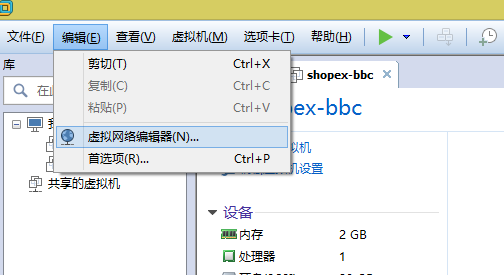 文件(F) 编辑(E) 查看(V) 虚拟机(M) 选项卡(T) 帮助(H)
库
剪切(T) Ctrl+X
复制(C) Ctrl+C
粘贴(P) Ctrl+V
虚拟网络编辑器(N)...
首选项(R)... Ctrl+P
共享的虚拟机
shopex-bbc
pex-bbc
拟机
虚拟机设置
设备
内存 2 GB
处理器 1